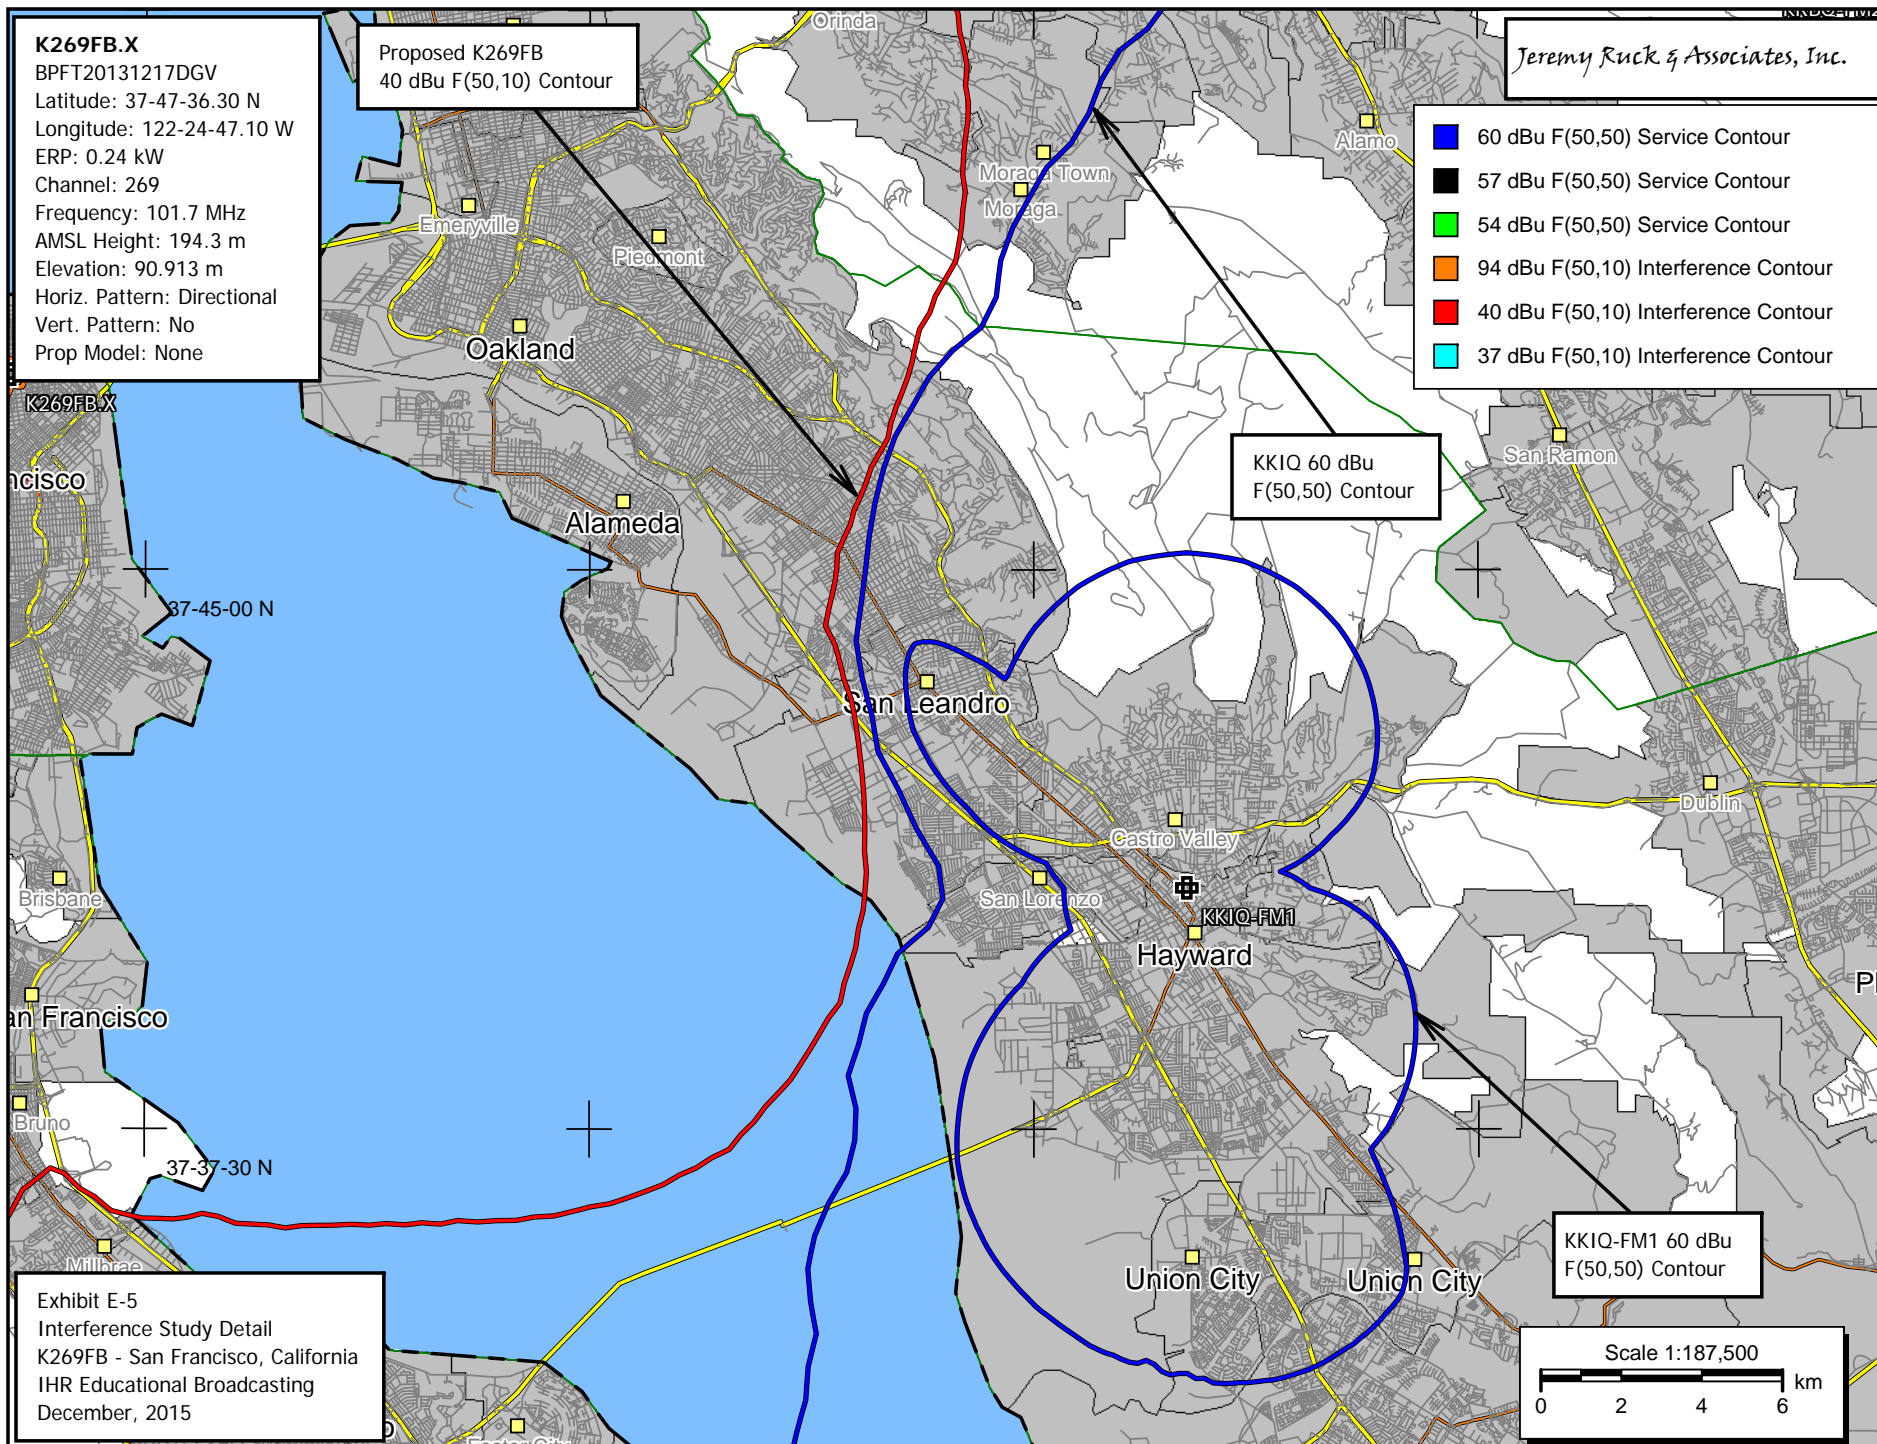 K269FB.X
BPFT20131217DGV
Latitude: 37-47-36.30 N
Longitude: 122-24-47.10 W
ERP: 0.24 kW
Channel: 269
Frequency: 101.7 MHz
AMSL Height: 194.3 m
Elevation: 90.913 m
Horiz. Pattern: Directional
Vert. Pattern: No
Prop Model: None
Proposed K269FB
40 dBu F(50,10) Contour
Orinda
Jeremy Ruck & Associates, Inc.
60 dBu F(50,50) Service Contour
57 dBu F(50,50) Service Contour
54 dBu F(50,50) Service Contour
94 dBu F(50,10) Interference Contour
40 dBu F(50,10) Interference Contour
37 dBu F(50,10) Interference Contour
Alamo
Moraga Town
Moraga
Emeryville
Piedmont
Oakland
K269FB.X
ncisco
Alameda
San Ramon
KKIQ 60 dBu
F(50,50) Contour
37-45-00 N
San Leandro
Dublin
Castro Valley
Brisbane
San Lorenzo
KKIQ-FM1
Hayward
Pl
an Francisco
Bruno
37-37-30 N
Millbrae
Union City
Union City
KKIQ-FM1 60 dBu
F(50,50) Contour
Exhibit E-5
Interference Study Detail
K269FB - San Francisco, California
IHR Educational Broadcasting
December, 2015
Foster City
Scale 1:187,500
km
0 2 4 6